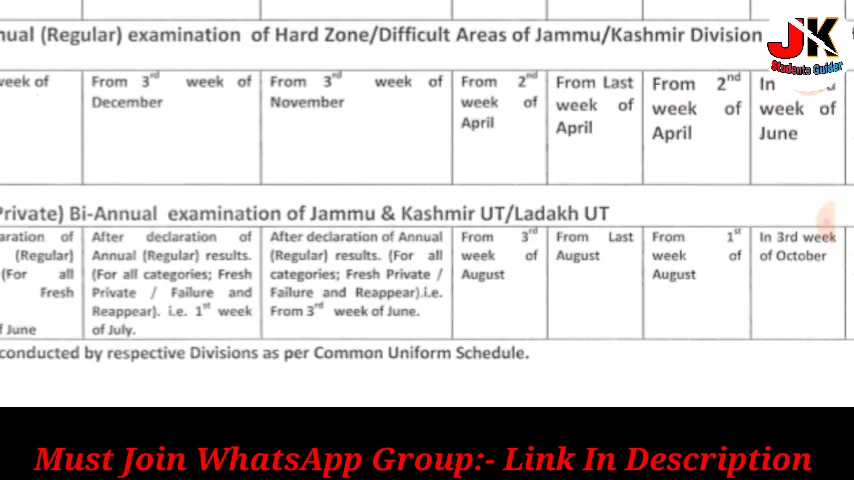 nual (Regular) examination of Hard Zone/Difficult Areas of Jammu/Kashmir Division
JK
Students Guider
week of
From 3rd week of
December
From 3rd week of
November
From 2nd
week of
April
From Last
week of
April
From 2nd
week of
April
In
week of
June
Private) Bi-Annual examination of Jammu & Kashmir UT/Ladakh UT
aration of
(Regular)
(For all
Fresh
of June
After declaration of
Annual (Regular) results.
(For all categories; Fresh
Private / Failure and
Reappear). i.e. 1st week
of July.
After declaration of Annual
(Regular) results. (For all
categories; Fresh Private /
Failure and Reappear).i.e.
From 3rd week of June.
From 3rd
week of
August
From Last
August
From 1st
week of
August
In 3rd week
of October
conducted by respective Divisions as per Common Uniform Schedule.
Must Join WhatsApp Group:- Link In Description